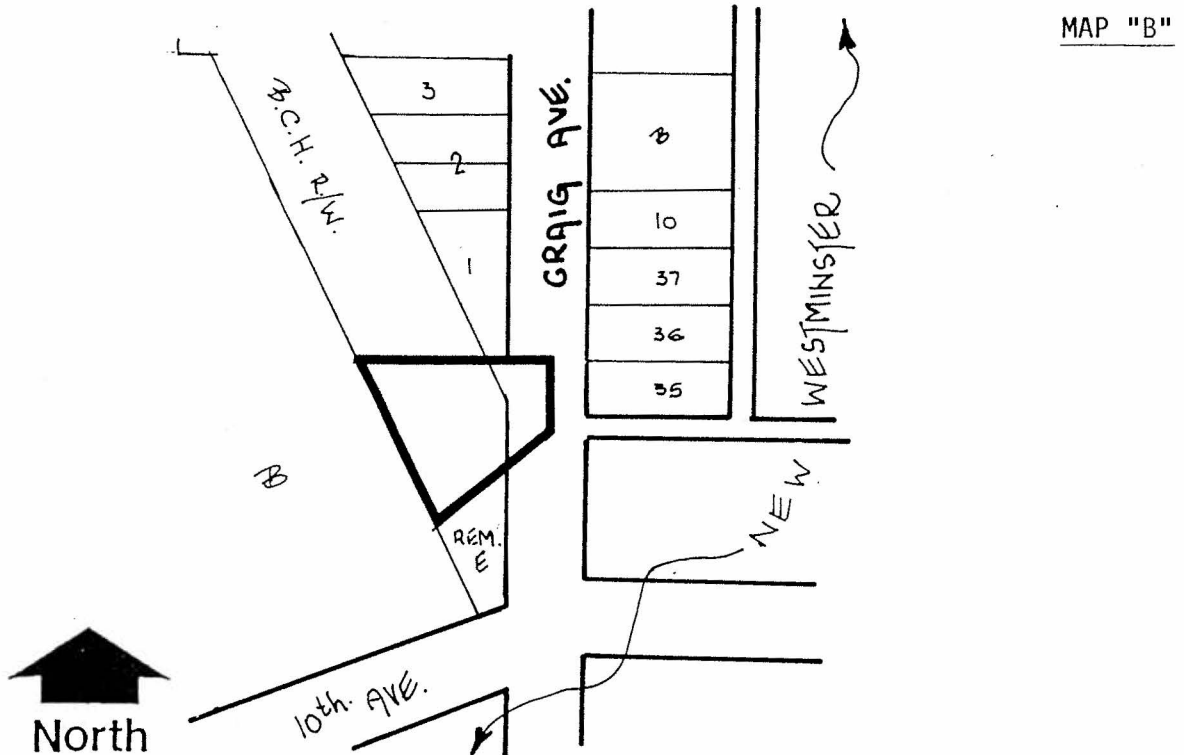 MAP "B"
B.C.H. R/W.
3
2
1
GRAIG AVE.
B
10
37
36
35
WESTMINSTER
NEW
B
REM.
E
10th. AVE.
North